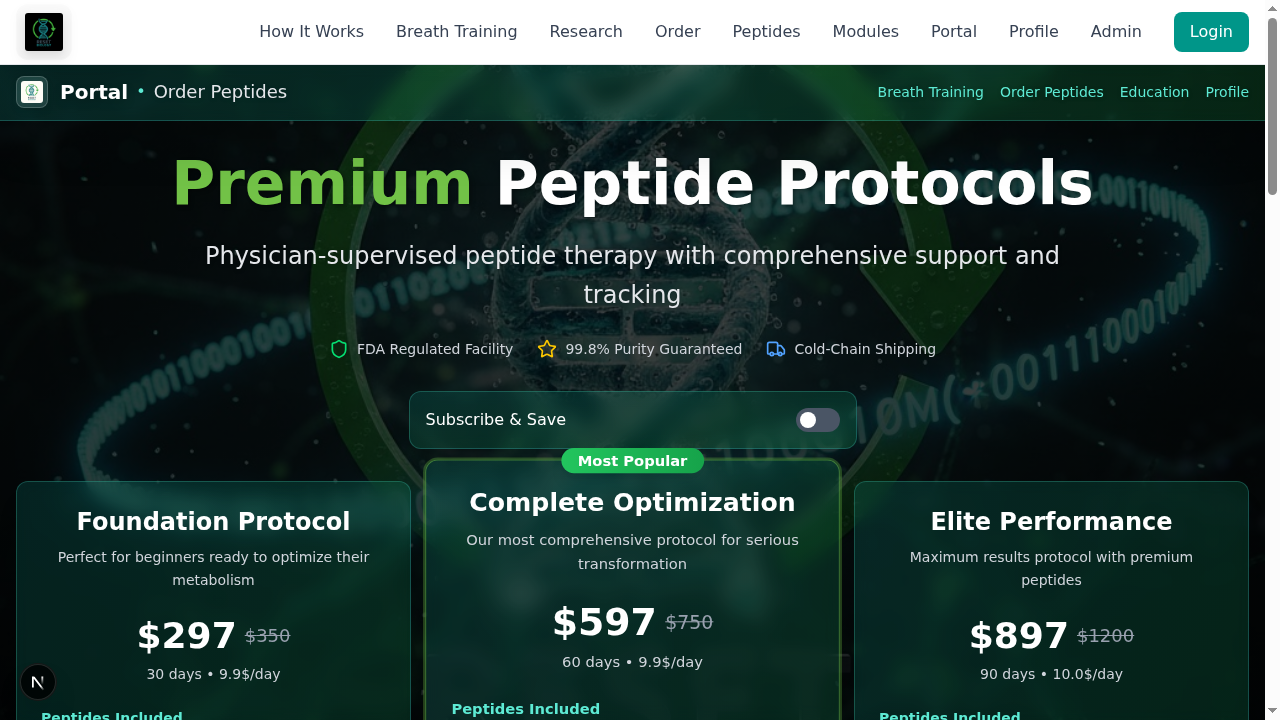 How It Works
Breath Training
Research
Order
Peptides
Modules
Portal
Profile
Admin
Login
Portal • Order Peptides
Breath Training
Order Peptides
Education
Profile
Premium Peptide Protocols
Physician-supervised peptide therapy with comprehensive support and
tracking
FDA Regulated Facility
99.8% Purity Guaranteed
Cold-Chain Shipping
Subscribe & Save
Foundation Protocol
Perfect for beginners ready to optimize their
metabolism
$297 $350
30 days • 9.9$/day
Peptides Included
Most Popular
Complete Optimization
Our most comprehensive protocol for serious
transformation
$597 $750
60 days • 9.9$/day
Peptides Included
Elite Performance
Maximum results protocol with premium
peptides
$897 $1200
90 days • 10.0$/day
Peptides Included
N